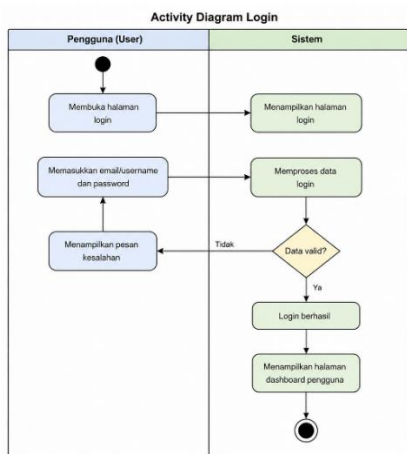 Activity Diagram Login
Pengguna (User)
Sistem
Membuka halaman
login
Menampilkan halaman
login
Memasukkan email/username
dan password
Memproses data
login
Menampilkan pesan
kesalahan
Tidak
Data valid?
Ya
Login berhasil
Menampilkan halaman
dashboard pengguna